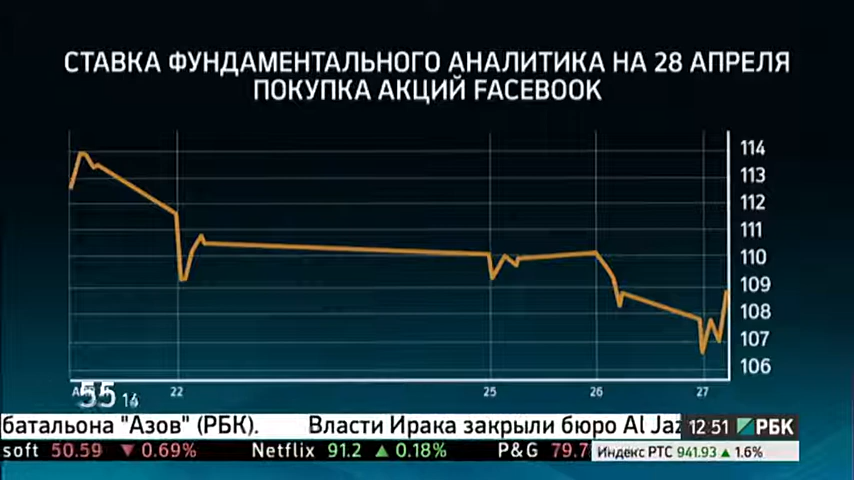 СТАВКА ФУНДАМЕНТАЛЬНОГО АНАЛИТИКА НА 28 АПРЕЛЯ
ПОКУПКА АКЦИЙ FACEBOOK
114
113
112
111
110
109
108
107
106
22 25 26 27
55 14
батальона "Азов" (РБК). Власти Ирака закрыли бюро Al Jaz 12:51 РБК
soft 50.59 ▼ 0.69% Netflix 91.2 ▲ 0.18% P&G 79.7 Индекс РТС 941.93 ▲ 1.6%